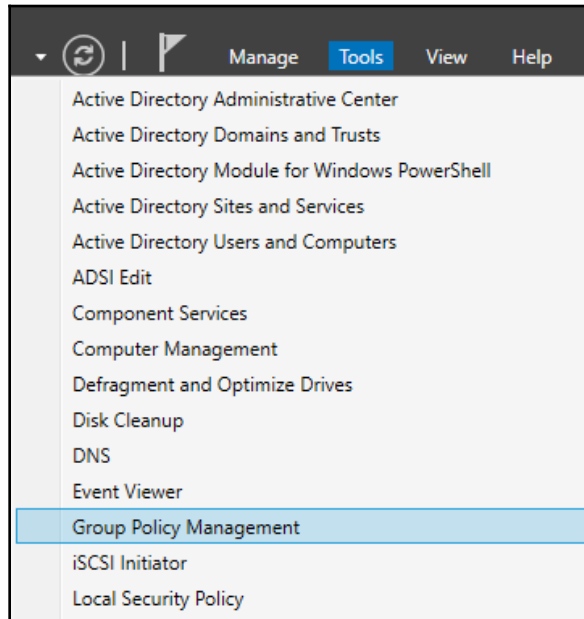 Manage Tools View Help
Active Directory Administrative Center
Active Directory Domains and Trusts
Active Directory Module for Windows PowerShell
Active Directory Sites and Services
Active Directory Users and Computers
ADSI Edit
Component Services
Computer Management
Defragment and Optimize Drives
Disk Cleanup
DNS
Event Viewer
Group Policy Management
iSCSI Initiator
Local Security Policy